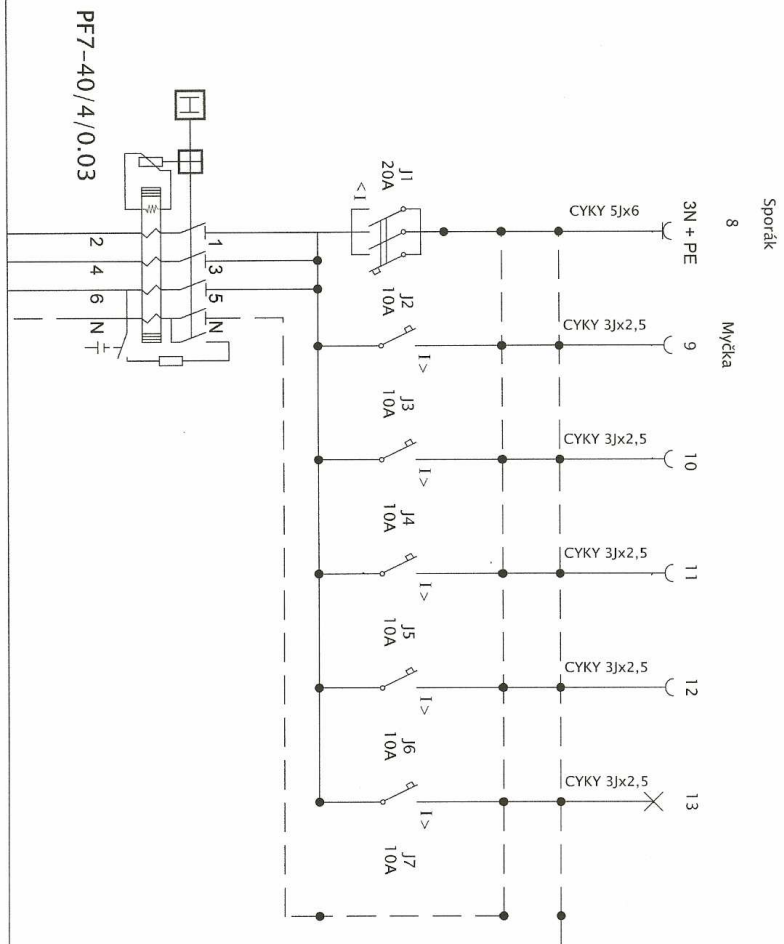 Sporák
Myčka
8
3N + PE
9
10
11
12
13
CYKY 5Jx6
CYKY 3Jx2,5
CYKY 3Jx2,5
CYKY 3Jx2,5
CYKY 3Jx2,5
CYKY 3Jx2,5
J1
20A
I >
J2
10A
I >
J3
10A
I >
J4
10A
I >
J5
10A
I >
J6
10A
I >
J7
10A
PF7-40/4/0.03
H
1
3
5
N
2
4
6
N